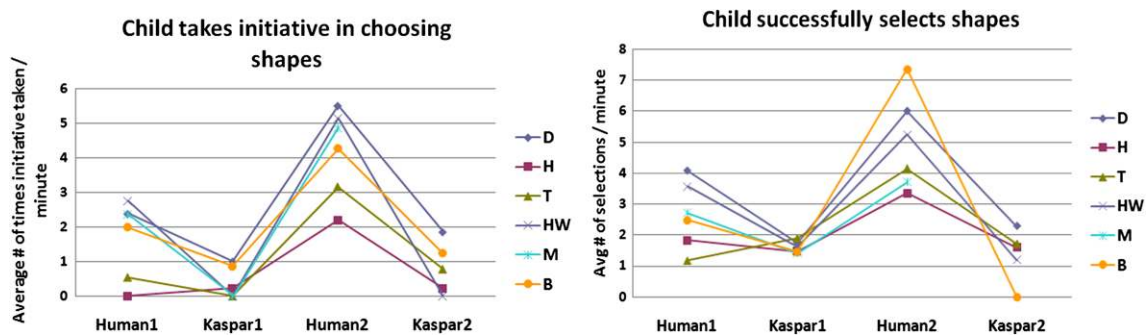 Child takes initiative in choosing
shapes
Average # of times initiative taken /
minute
6
5
4
3
2
1
0
Human1 Kaspar1 Human2 Kaspar2
D
H
T
HW
M
B
Child successfully selects shapes
Avg # of selections / minute
8
7
6
5
4
3
2
1
0
Human1 Kaspar1 Human2 Kaspar2
D
H
T
HW
M
B